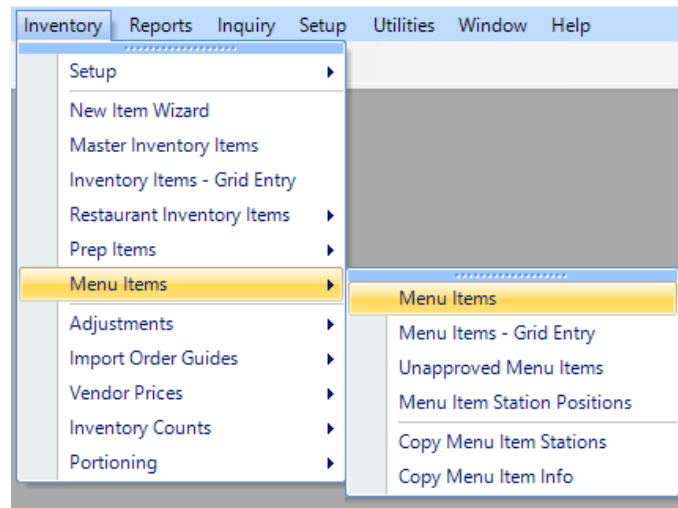 Inventory Reports Inquiry Setup Utilities Window Help
Setup
New Item Wizard
Master Inventory Items
Inventory Items - Grid Entry
Restaurant Inventory Items
Prep Items
Menu Items
Adjustments
Import Order Guides
Vendor Prices
Inventory Counts
Portioning
Menu Items
Menu Items - Grid Entry
Unapproved Menu Items
Menu Item Station Positions
Copy Menu Item Stations
Copy Menu Item Info